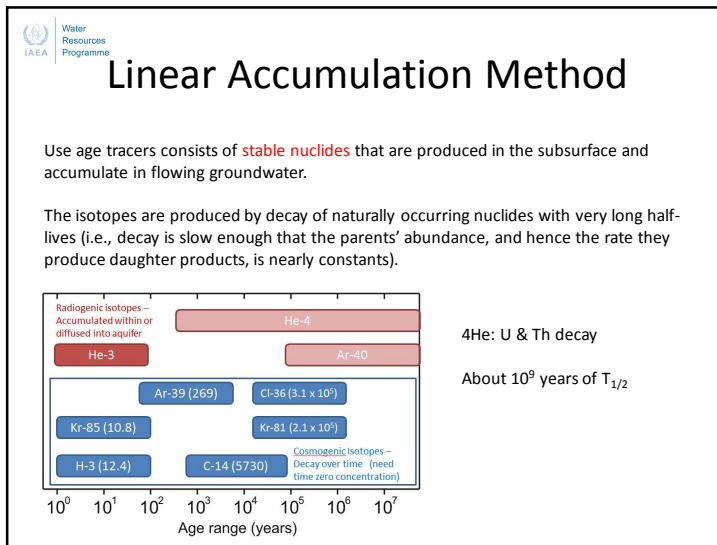 Water
Resources
Programme
IAEA
Linear Accumulation Method
Use age tracers consists of stable nuclides that are produced in the subsurface and
accumulate in flowing groundwater.
The isotopes are produced by decay of naturally occurring nuclides with very long half-
lives (i.e., decay is slow enough that the parents’ abundance, and hence the rate they
produce daughter products, is nearly constants).
Radiogenic isotopes –
Accumulated within or
diffused into aquifer
He-4
He-3
Ar-40
Ar-39 (269)
Cl-36 (3.1 x 10⁵)
Kr-85 (10.8)
Kr-81 (2.1 x 10⁵)
H-3 (12.4)
C-14 (5730)
Cosmogenic Isotopes –
Decay over time (need
time zero concentration)
10⁰ 10¹ 10² 10³ 10⁴ 10⁵ 10⁶ 10⁷
Age range (years)
4He: U & Th decay
About 10⁹ years of T₁/₂